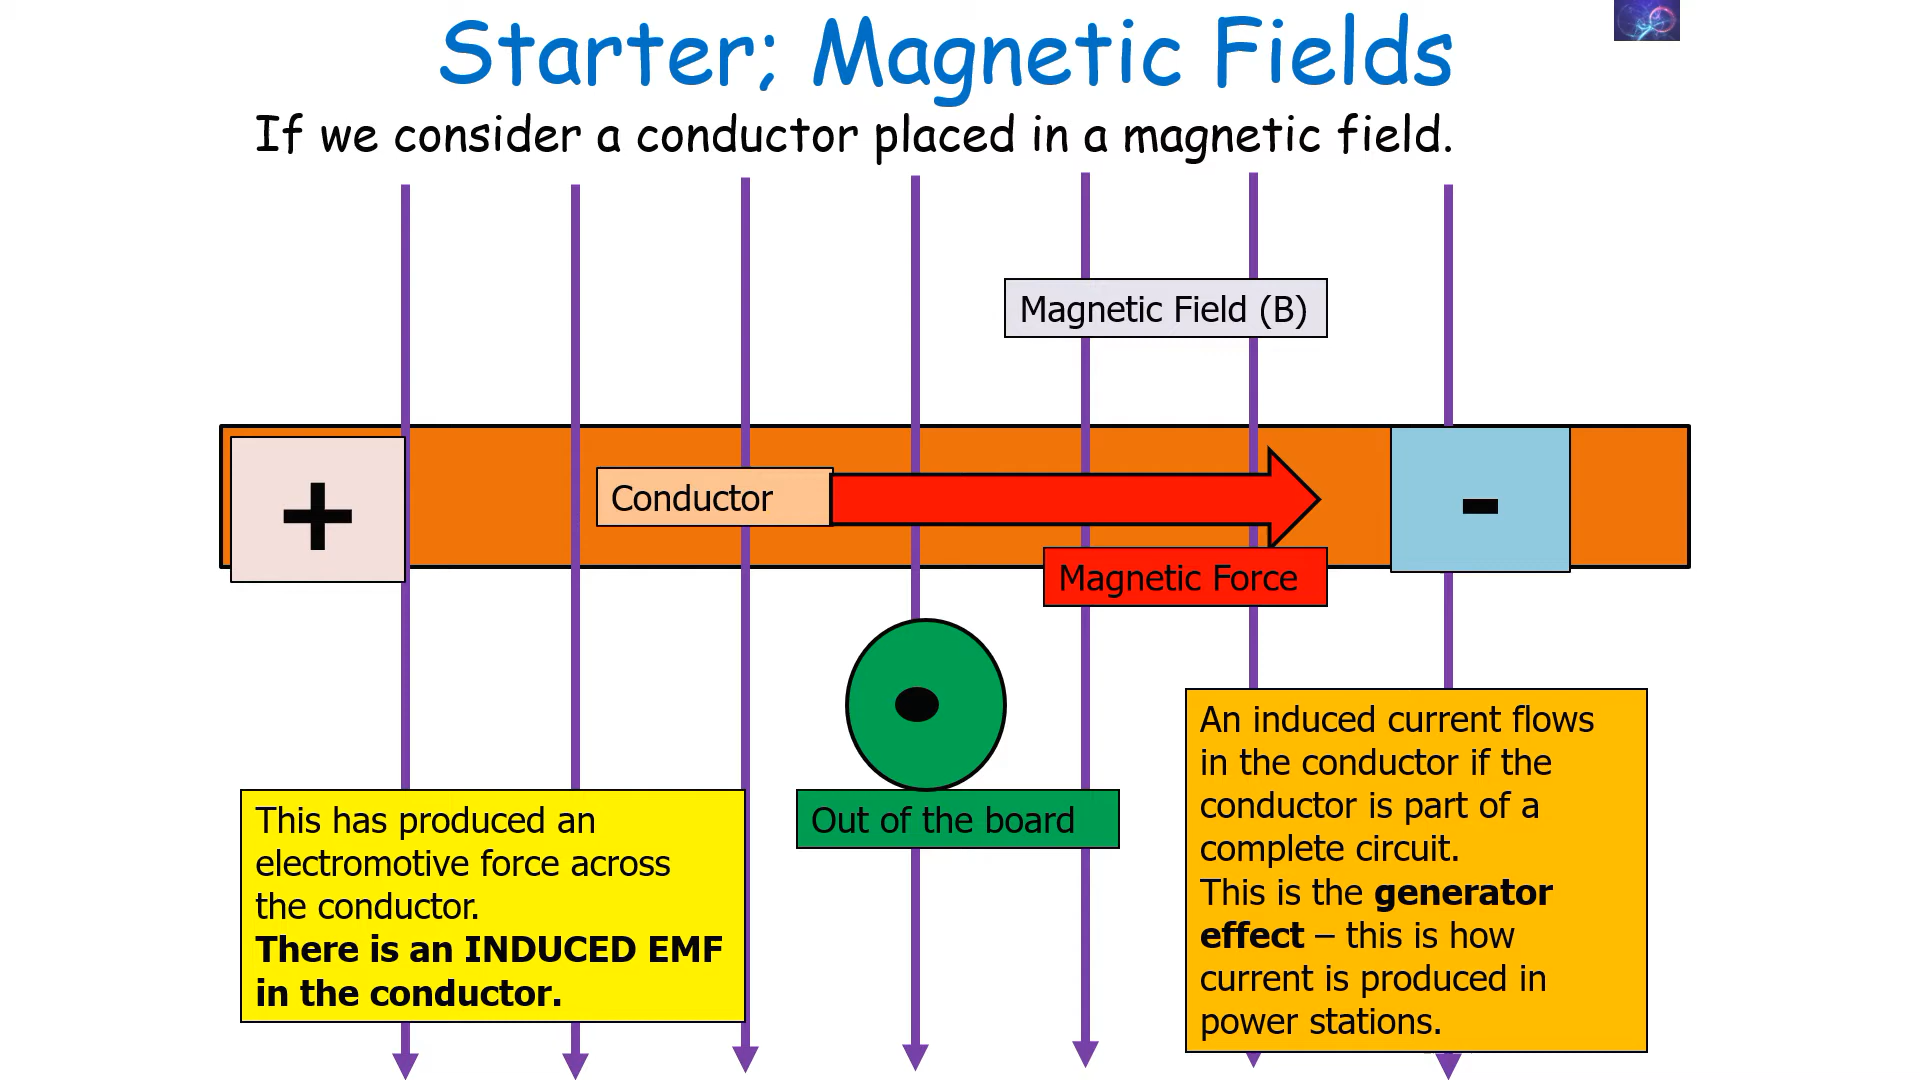 Starter; Magnetic Fields
If we consider a conductor placed in a magnetic field.
Magnetic Field (B)
+
Conductor
-
Magnetic Force
Out of the board
This has produced an
electromotive force across
the conductor.
There is an INDUCED EMF
in the conductor.
An induced current flows
in the conductor if the
conductor is part of a
complete circuit.
This is the generator
effect – this is how
current is produced in
power stations.